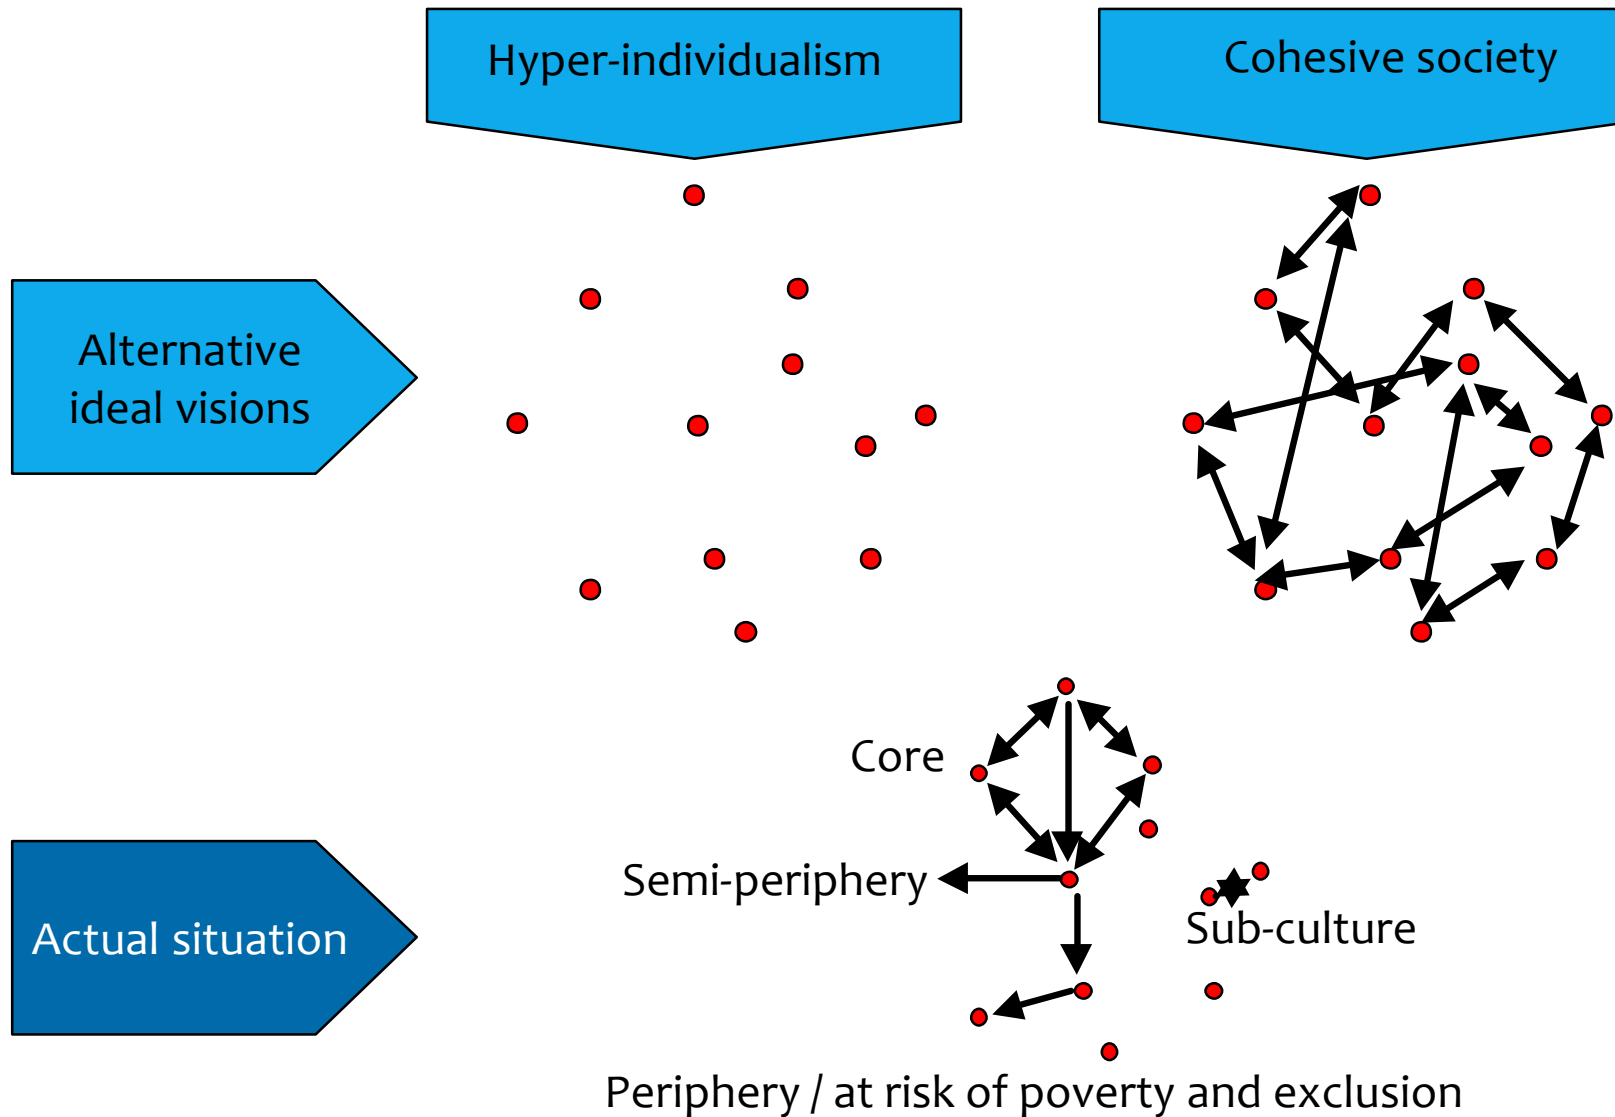 Hyper-individualism
Cohesive society
Alternative
ideal visions
Core
Semi-periphery
Sub-culture
Actual situation
Periphery / at risk of poverty and exclusion